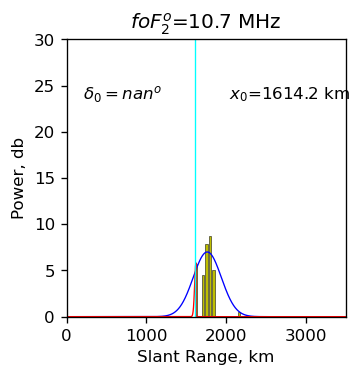 foF₂ᵒ=10.7 MHz
30
25
20
15
10
5
0
Power, db
δ₀ = nanᵒ
x₀=1614.2 km
0 1000 2000 3000
Slant Range, km